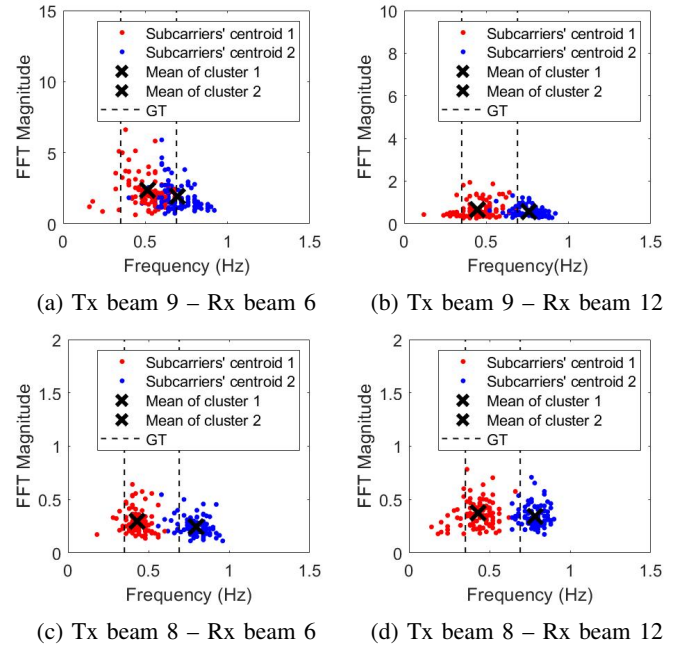 15
10
5
0
FFT Magnitude
Subcarriers' centroid 1
Subcarriers' centroid 2
Mean of cluster 1
Mean of cluster 2
GT
0 0.5 1 1.5
Frequency (Hz)
(a) Tx beam 9 – Rx beam 6
10
8
6
4
2
0
FFT Magnitude
Subcarriers' centroid 1
Subcarriers' centroid 2
Mean of cluster 1
Mean of cluster 2
GT
0 0.5 1 1.5
Frequency(Hz)
(b) Tx beam 9 – Rx beam 12
2
1.5
1
0.5
0
FFT Magnitude
Subcarriers' centroid 1
Subcarriers' centroid 2
Mean of cluster 1
Mean of cluster 2
GT
0 0.5 1 1.5
Frequency (Hz)
(c) Tx beam 8 – Rx beam 6
2
1.5
1
0.5
0
FFT Magnitude
Subcarriers' centroid 1
Subcarriers' centroid 2
Mean of cluster 1
Mean of cluster 2
GT
0 0.5 1 1.5
Frequency (Hz)
(d) Tx beam 8 – Rx beam 12